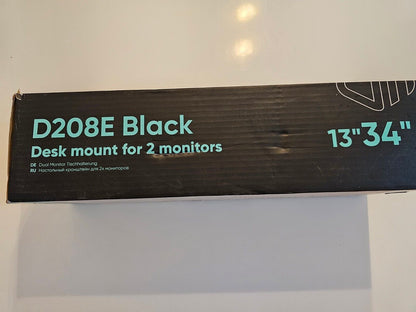 D208E Black
Desk mount for 2 monitors
13"34"
DE Dual Monitor Tischhalterung
RU Настольный кронштейн для 2х мониторов